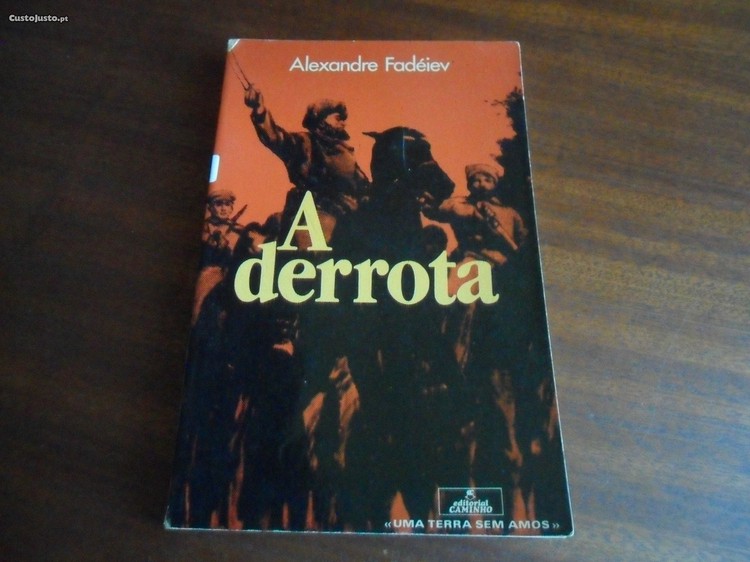 CustoJusto.pt
Alexandre Fadéiev
A
derrota
editorial
CAMINHO
«UMA TERRA SEM AMOS»